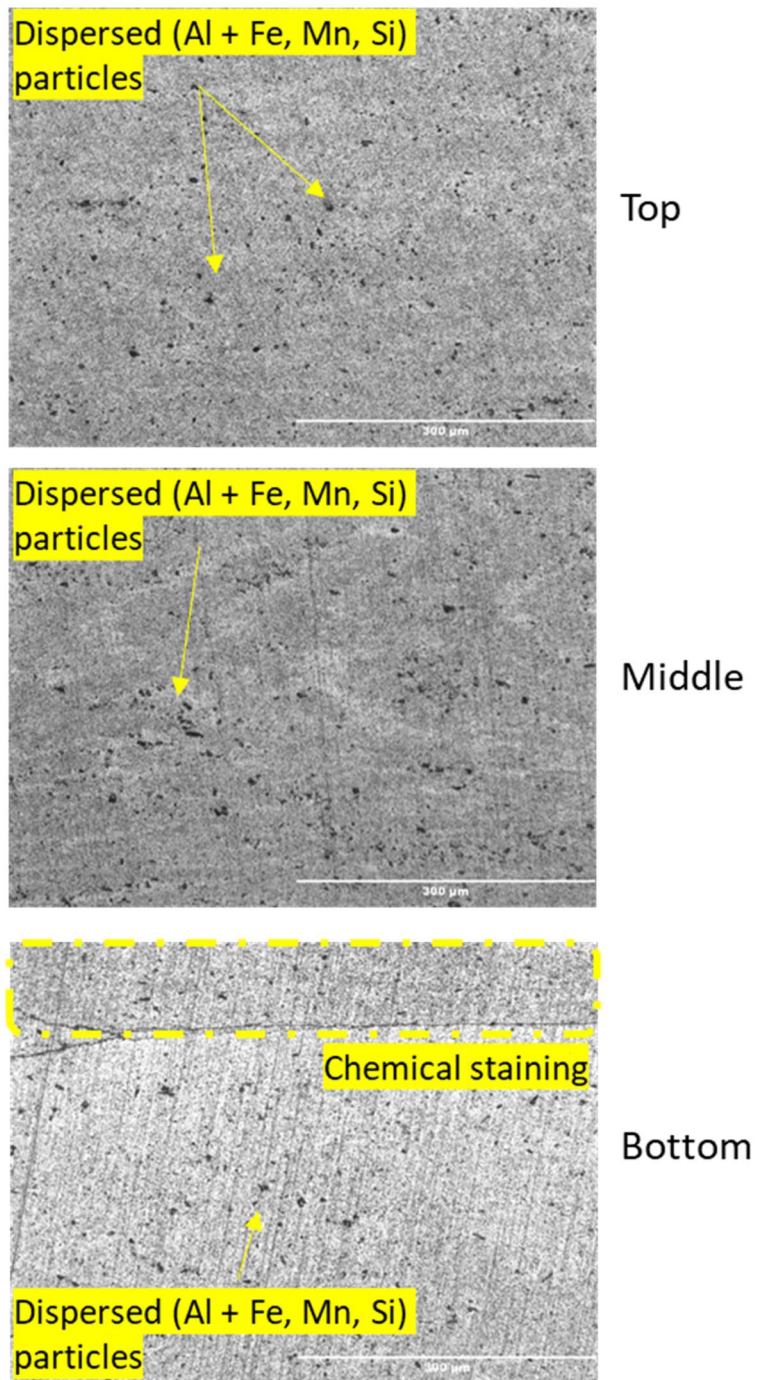 Dispersed (Al + Fe, Mn, Si)
particles
Top
300 µm
Dispersed (Al + Fe, Mn, Si)
particles
Middle
300 µm
Chemical staining
Bottom
Dispersed (Al + Fe, Mn, Si)
particles
300 µm